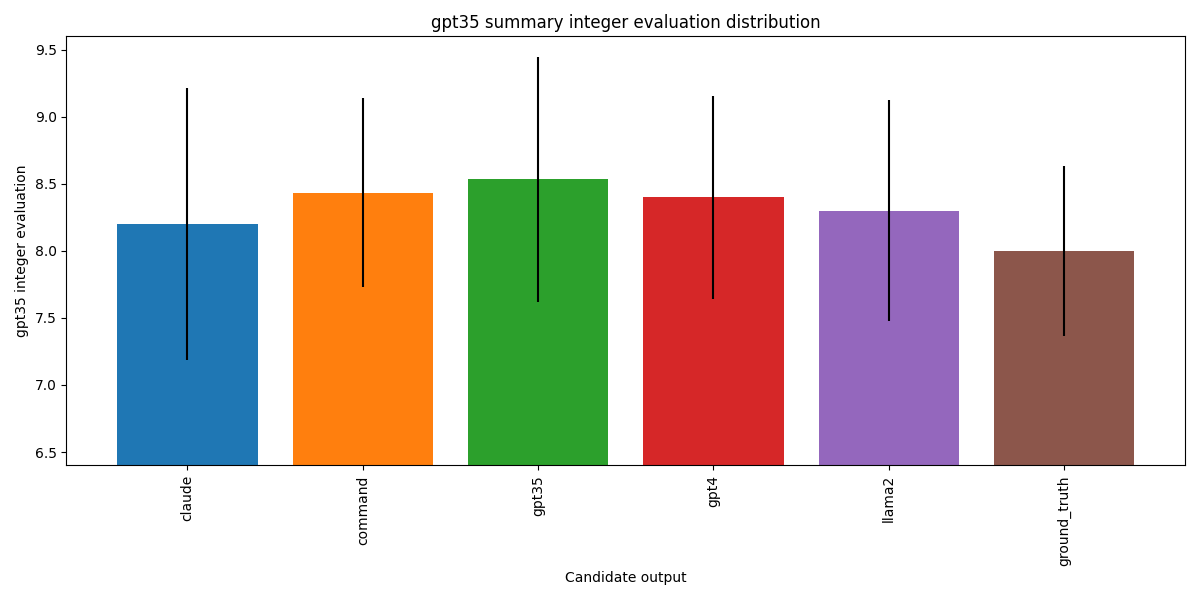 gpt35 summary integer evaluation distribution
gpt35 integer evaluation
9.5
9.0
8.5
8.0
7.5
7.0
6.5
claude
command
gpt35
gpt4
llama2
ground_truth
Candidate output